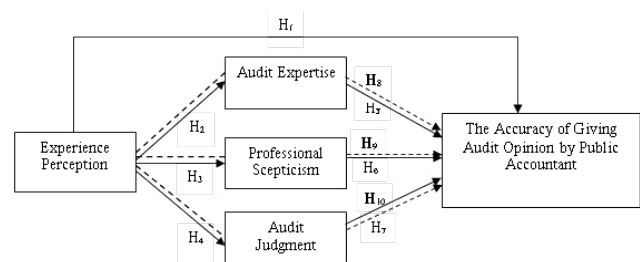 H1
Audit Expertise
H8
H5
H2
Experience
Perception
The Accuracy of Giving
Audit Opinion by Public
Accountant
Professional
Scepticism
H9
H6
H3
H10
H4
Audit
Judgment
H7